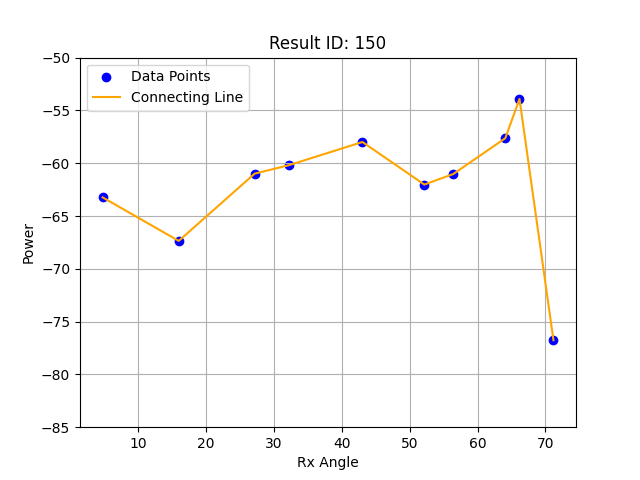 Result ID: 150
Data Points
Connecting Line
−50
−55
−60
−65
−70
−75
−80
−85
Power
10 20 30 40 50 60 70
Rx Angle